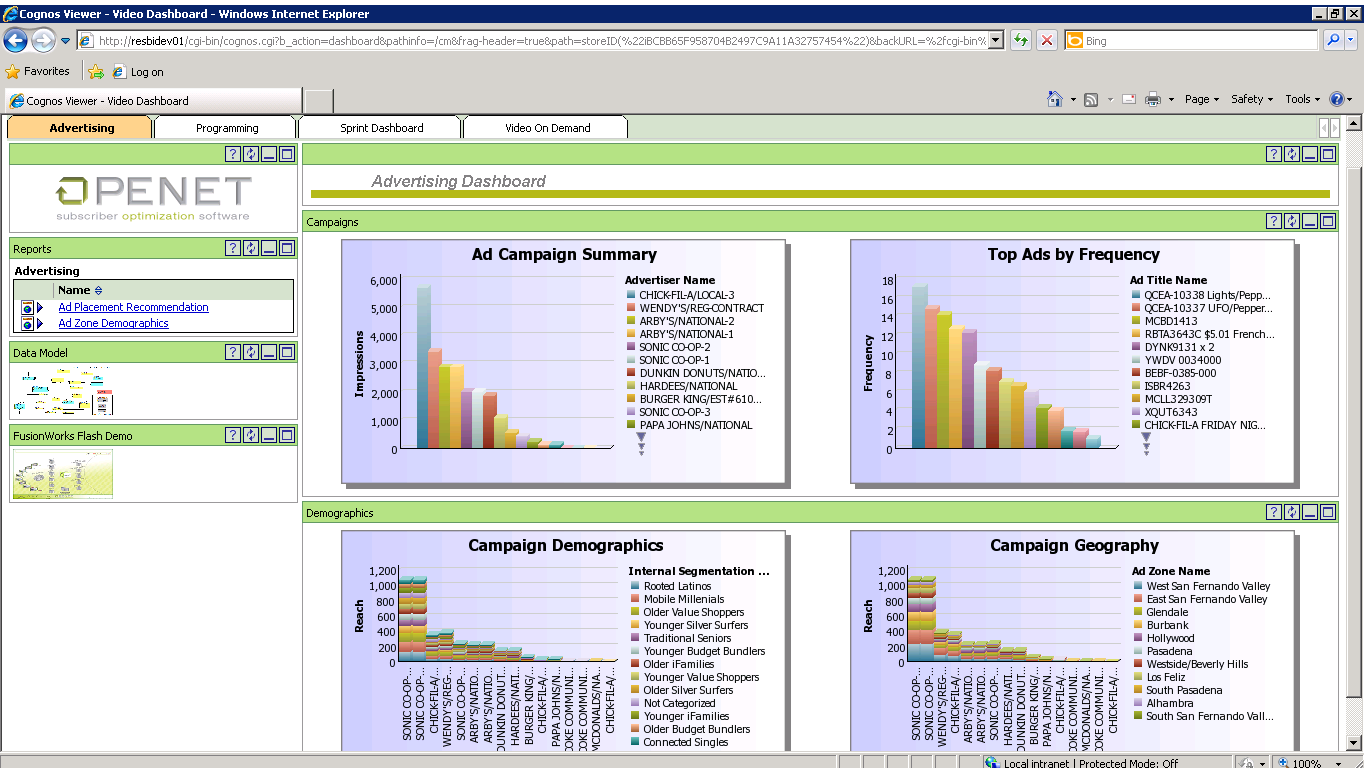 Cognos Viewer - Video Dashboard - Windows Internet Explorer
http://resbidev01/cgi-bin/cognos.cgi?b_action=dashboard&pathinfo=/cm&frag-header=true&path=storeID(%22iBCBB65F958704B2497C9A11A32757454%22)&backURL=%2fcgi-bin%
Bing
Favorites
Log on
Cognos Viewer - Video Dashboard
Page
Safety
Tools
Advertising
Programming
Sprint Dashboard
Video On Demand
OPENET
subscriber optimization software
Reports
Advertising
Name
Ad Placement Recommendation
Ad Zone Demographics
Data Model
FusionWorks Flash Demo
Advertising Dashboard
Campaigns
Ad Campaign Summary
Impressions
6,000
5,000
4,000
3,000
2,000
1,000
0
Advertiser Name
CHICK-FIL-A/LOCAL-3
WENDY'S/REG-CONTRACT
ARBY'S/NATIONAL-2
ARBY'S/NATIONAL-1
SONIC CO-OP-2
SONIC CO-OP-1
DUNKIN DONUTS/NATIO...
HARDEES/NATIONAL
BURGER KING/EST#610...
SONIC CO-OP-3
PAPA JOHNS/NATIONAL
Top Ads by Frequency
Frequency
18
16
14
12
10
8
6
4
2
0
Ad Title Name
QCEA-10338 Lights/Pepp...
QCEA-10337 UFO/Pepper...
MCBD1413
RBTA3643C $5.01 French...
DYNK9131 x 2
YWDV 0034000
BEBF-0385-000
ISBR4263
MCLL329309T
XQUT6343
CHICK-FIL-A FRIDAY NIG...
Demographics
Campaign Demographics
Reach
1,200
1,000
800
600
400
200
0
SONIC CO-OP-...
SONIC CO-OP-...
CHICK-FIL-A/...
WENDY'S/REG-...
SONIC CO-OP-...
ARBY'S/NATIO...
ARBY'S/NATIO...
DUNKIN DONUT...
HARDEES/NATI...
BURGER KING/...
CHICK-FIL-A/...
PAPA JOHNS/N...
COKE COMMUNI...
CHICK-FIL-A/...
MCDONALDS/NA...
Internal Segmentation ...
Rooted Latinos
Mobile Millenials
Older Value Shoppers
Younger Silver Surfers
Traditional Seniors
Younger Budget Bundlers
Older iFamilies
Younger Value Shoppers
Older Silver Surfers
Not Categorized
Younger iFamilies
Older Budget Bundlers
Connected Singles
Campaign Geography
Reach
1,200
1,000
800
600
400
200
0
SONIC CO-OP-...
SONIC CO-OP-...
WENDY'S/REG-...
CHICK-FIL-A/...
ARBY'S/NATIO...
ARBY'S/NATIO...
SONIC CO-OP-...
HARDEES/NATI...
DUNKIN DONUT...
BURGER KING/...
CHICK-FIL-A/...
PAPA JOHNS/N...
COKE COMMUNI...
MCDONALDS/NA...
COKE COMMUNI...
CHICK-FIL-A/...
Ad Zone Name
West San Fernando Valley
East San Fernando Valley
Glendale
Burbank
Hollywood
Pasadena
Westside/Beverly Hills
Los Feliz
South Pasadena
Alhambra
South San Fernando Vall...
Local intranet | Protected Mode: Off
100%